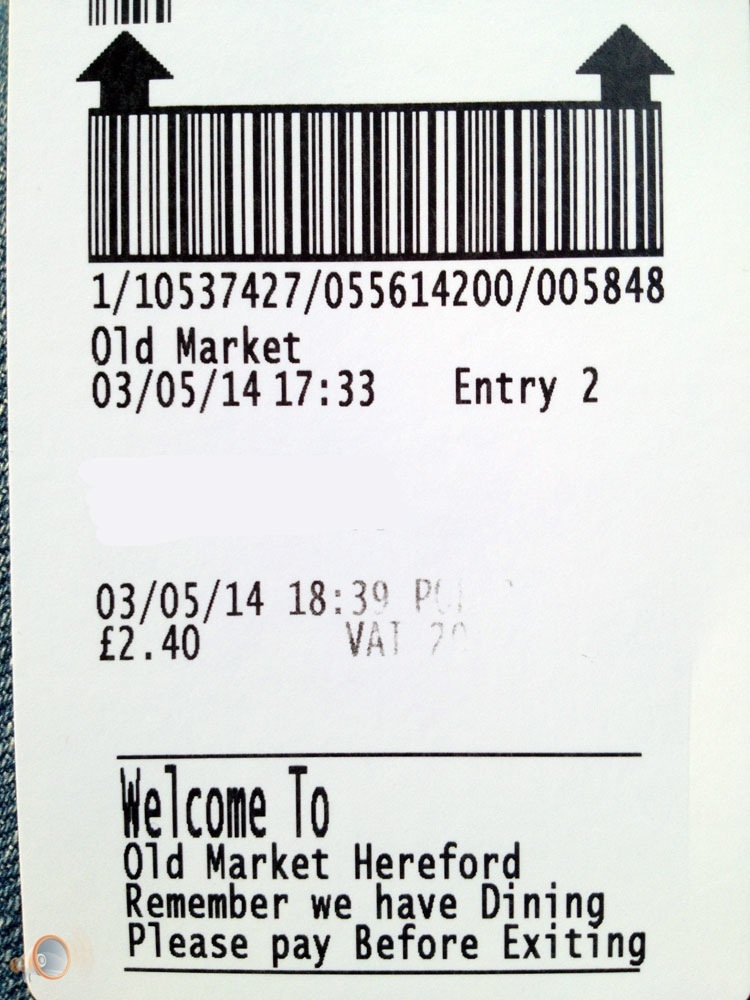 1/10537427/055614200/005848
Old Market
03/05/14 17:33 Entry 2
03/05/14 18:39
£2.40 VAT
Welcome To
Old Market Hereford
Remember we have Dining
Please pay Before Exiting